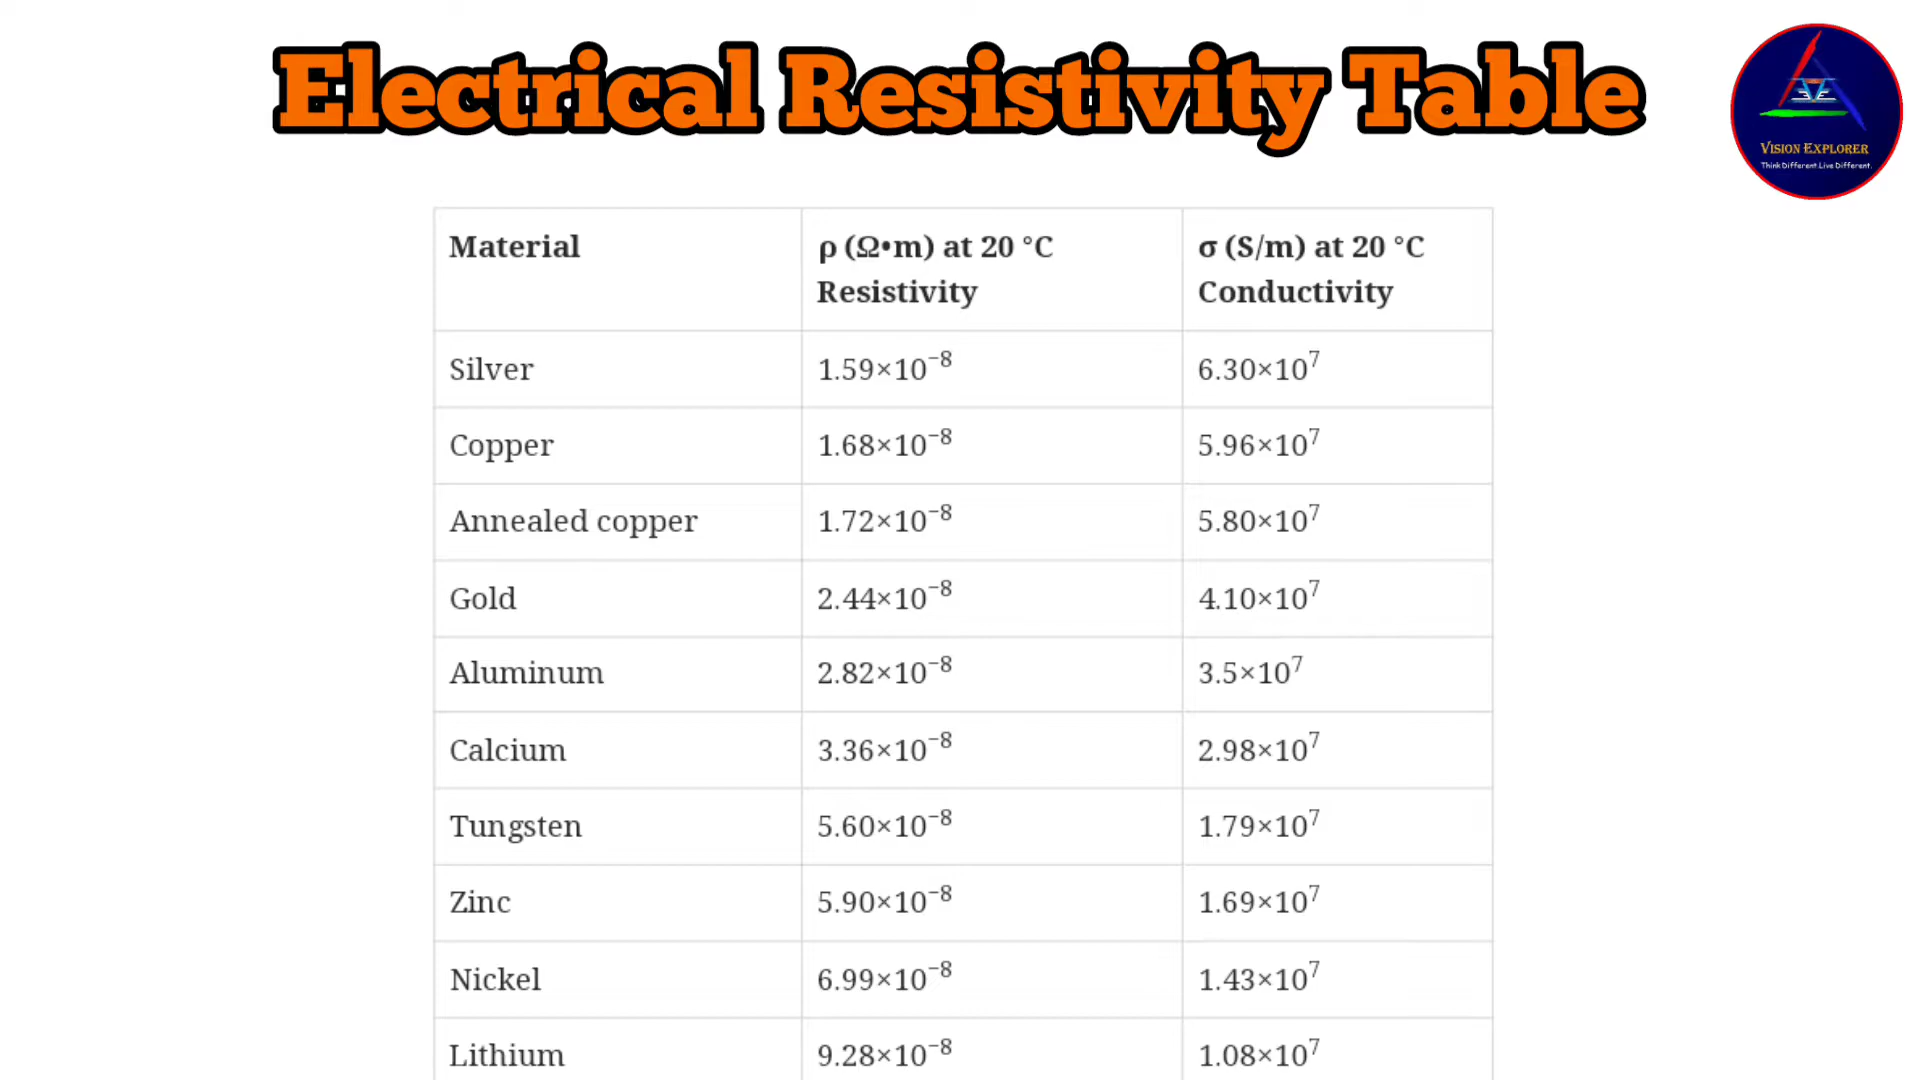 Electrical Resistivity Table
VISION EXPLORER
Think Different.Live Different.
Material ρ (Ω•m) at 20 °C σ (S/m) at 20 °C
Resistivity Conductivity
Silver 1.59×10⁻⁸ 6.30×10⁷
Copper 1.68×10⁻⁸ 5.96×10⁷
Annealed copper 1.72×10⁻⁸ 5.80×10⁷
Gold 2.44×10⁻⁸ 4.10×10⁷
Aluminum 2.82×10⁻⁸ 3.5×10⁷
Calcium 3.36×10⁻⁸ 2.98×10⁷
Tungsten 5.60×10⁻⁸ 1.79×10⁷
Zinc 5.90×10⁻⁸ 1.69×10⁷
Nickel 6.99×10⁻⁸ 1.43×10⁷
Lithium 9.28×10⁻⁸ 1.08×10⁷